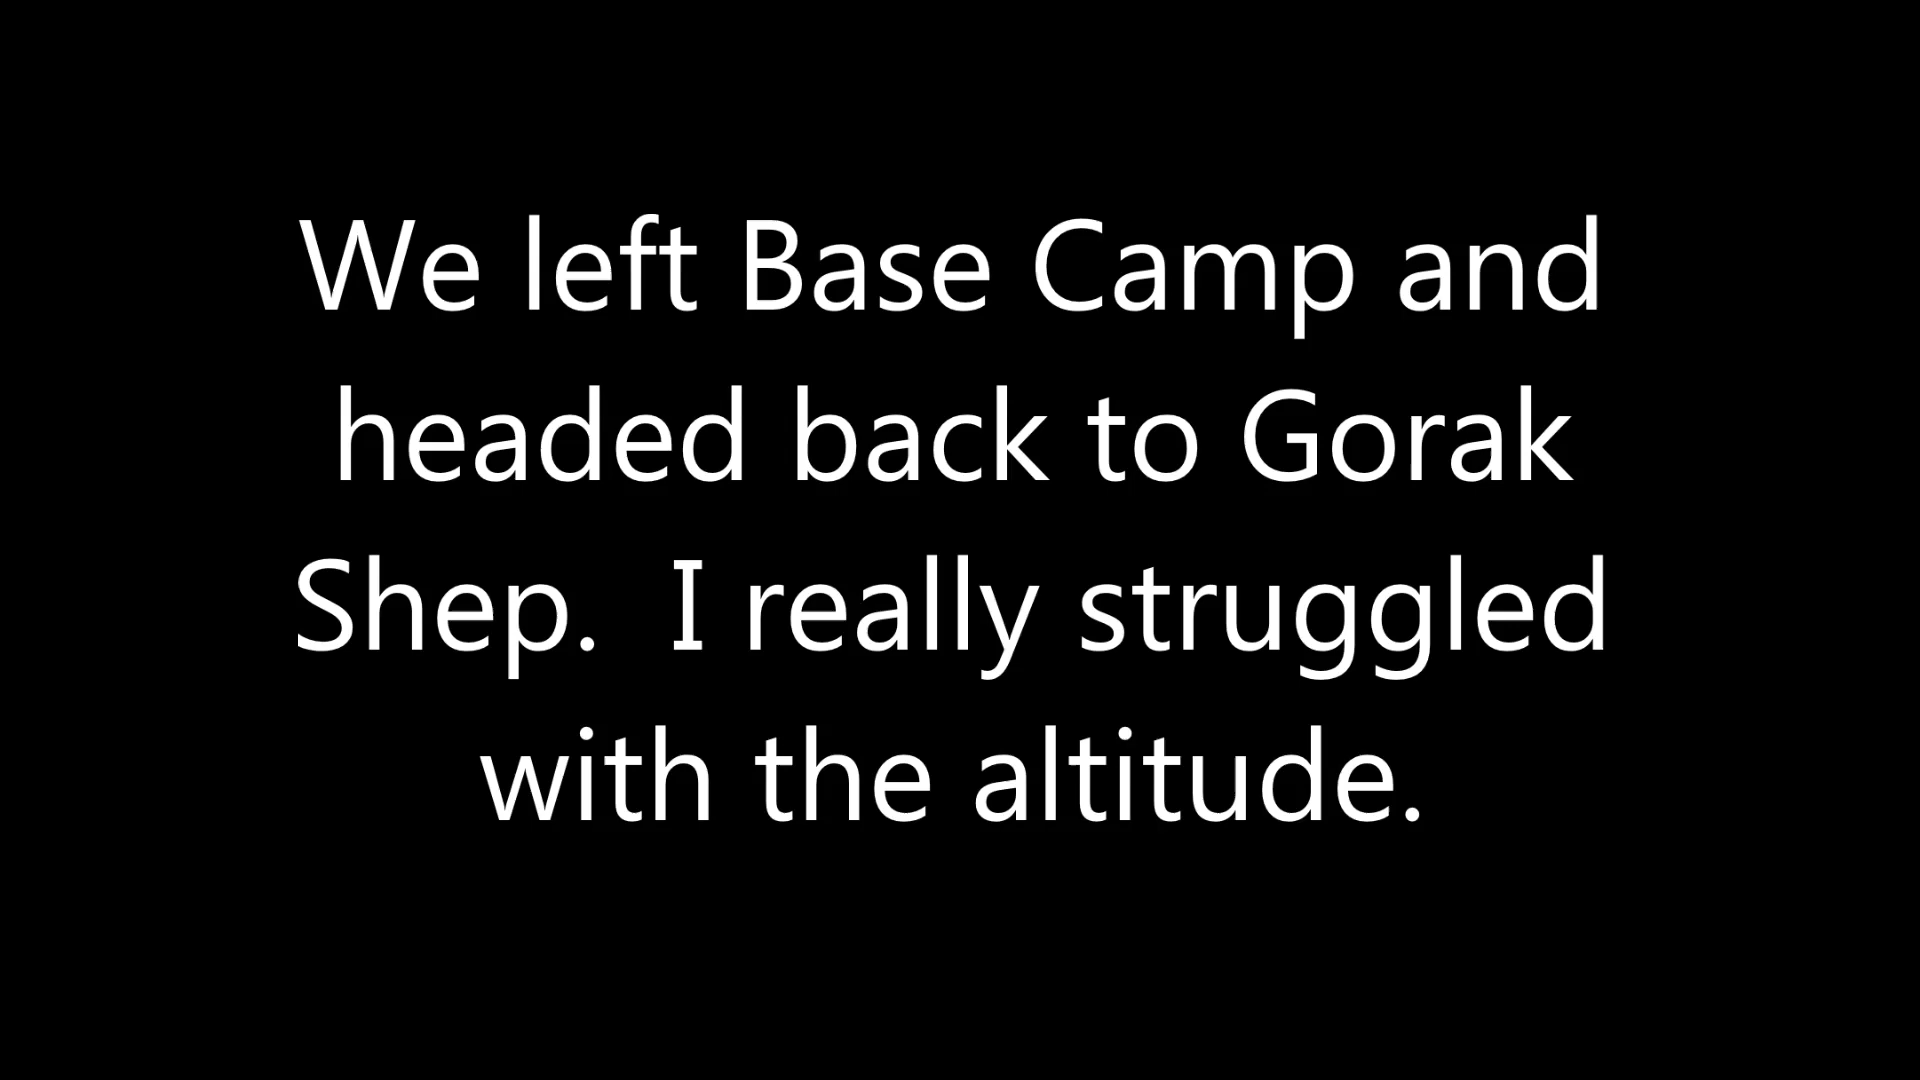 We left Base Camp and
headed back to Gorak
Shep.  I really struggled
with the altitude.